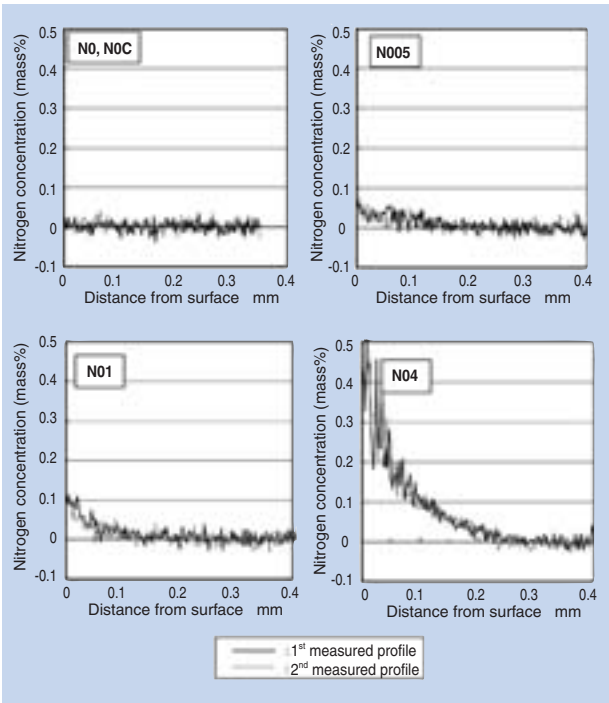 N0, N0C
Nitrogen concentration (mass%)
0.5
0.4
0.3
0.2
0.1
0
-0.1
0 0.1 0.2 0.3 0.4
Distance from surface mm
N005
Nitrogen concentration (mass%)
0.5
0.4
0.3
0.2
0.1
0
-0.1
0 0.1 0.2 0.3 0.4
Distance from surface mm
N01
Nitrogen concentration (mass%)
0.5
0.4
0.3
0.2
0.1
0
-0.1
0 0.1 0.2 0.3 0.4
Distance from surface mm
N04
Nitrogen concentration (mass%)
0.5
0.4
0.3
0.2
0.1
0
-0.1
0 0.1 0.2 0.3 0.4
Distance from surface mm
1st measured profile
2nd measured profile